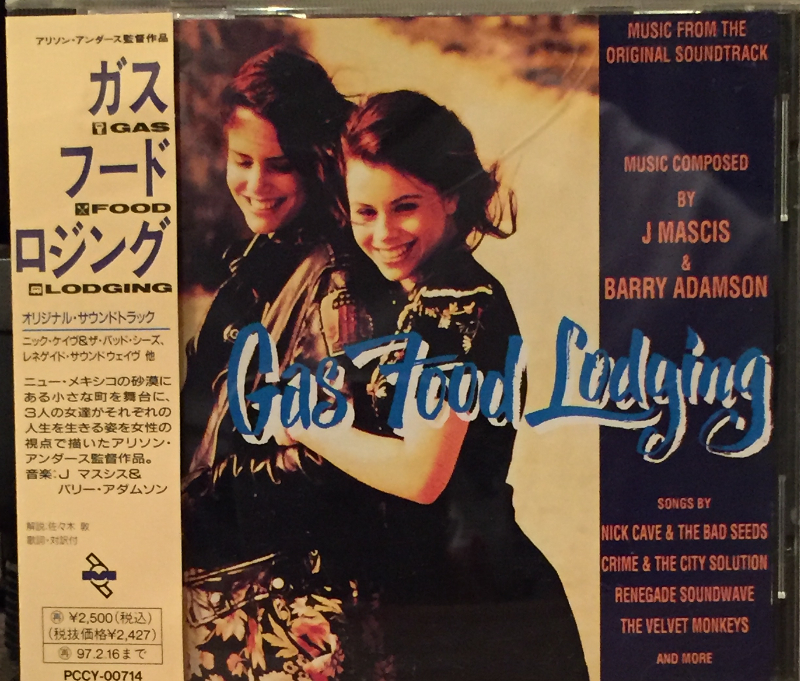 アリソン・アンダース監督作品
ガス
GAS
フード
FOOD
ロジング
LODGING
オリジナル・サウンドトラック
ニック・ケイヴ&ザ・バッド・シーズ、
レネゲイド・サウンドウェイヴ 他
ニュー・メキシコの砂漠に
ある小さな町を舞台に、
3人の女達がそれぞれの
人生を生きる姿を女性の
視点で描いたアリソン・
アンダース監督作品。
音楽:J マスシス&
バリー・アダムソン
解説:佐々木 敦
歌詞・対訳付
再 ¥2,500(税込)
(税抜価格¥2,427)
再 97.2.16まで
PCCY-00714
Gas Food Lodging
MUSIC FROM THE
ORIGINAL SOUNDTRACK
MUSIC COMPOSED
BY
J MASCIS
&
BARRY ADAMSON
SONGS BY
NICK CAVE & THE BAD SEEDS
CRIME & THE CITY SOLUTION
RENEGADE SOUNDWAVE
THE VELVET MONKEYS
AND MORE